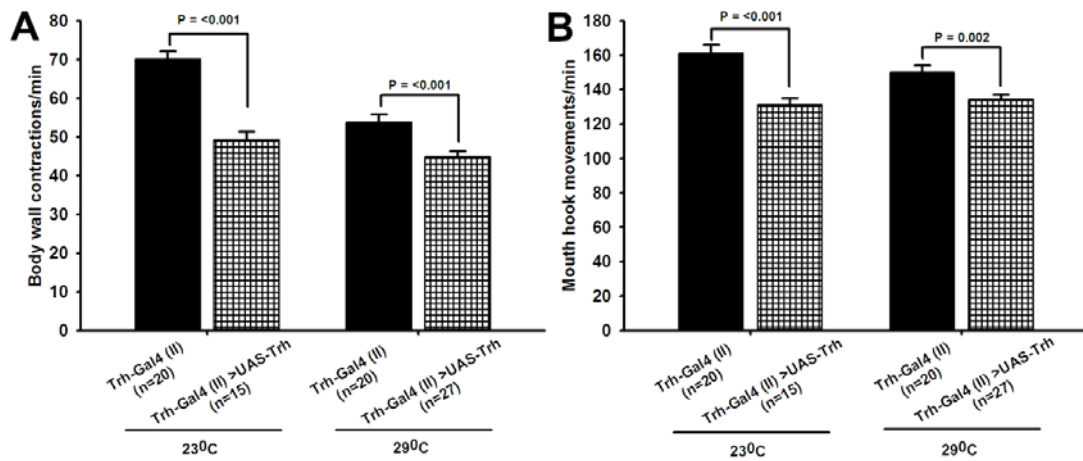 A
P = <0.001
P = <0.001
Body wall contractions/min
80
70
60
50
40
30
20
10
0
Trh-Gal4 (II)
(n=20)
Trh-Gal4 (II) >UAS-Trh
(n=15)
Trh-Gal4 (II)
(n=20)
Trh-Gal4 (II) >UAS-Trh
(n=27)
23⁰C
29⁰C
B
P = <0.001
P = 0.002
Mouth hook movements/min
180
160
140
120
100
80
60
40
20
0
Trh-Gal4 (II)
(n=20)
Trh-Gal4 (II) >UAS-Trh
(n=15)
Trh-Gal4 (II)
(n=20)
Trh-Gal4 (II) >UAS-Trh
(n=27)
23⁰C
29⁰C